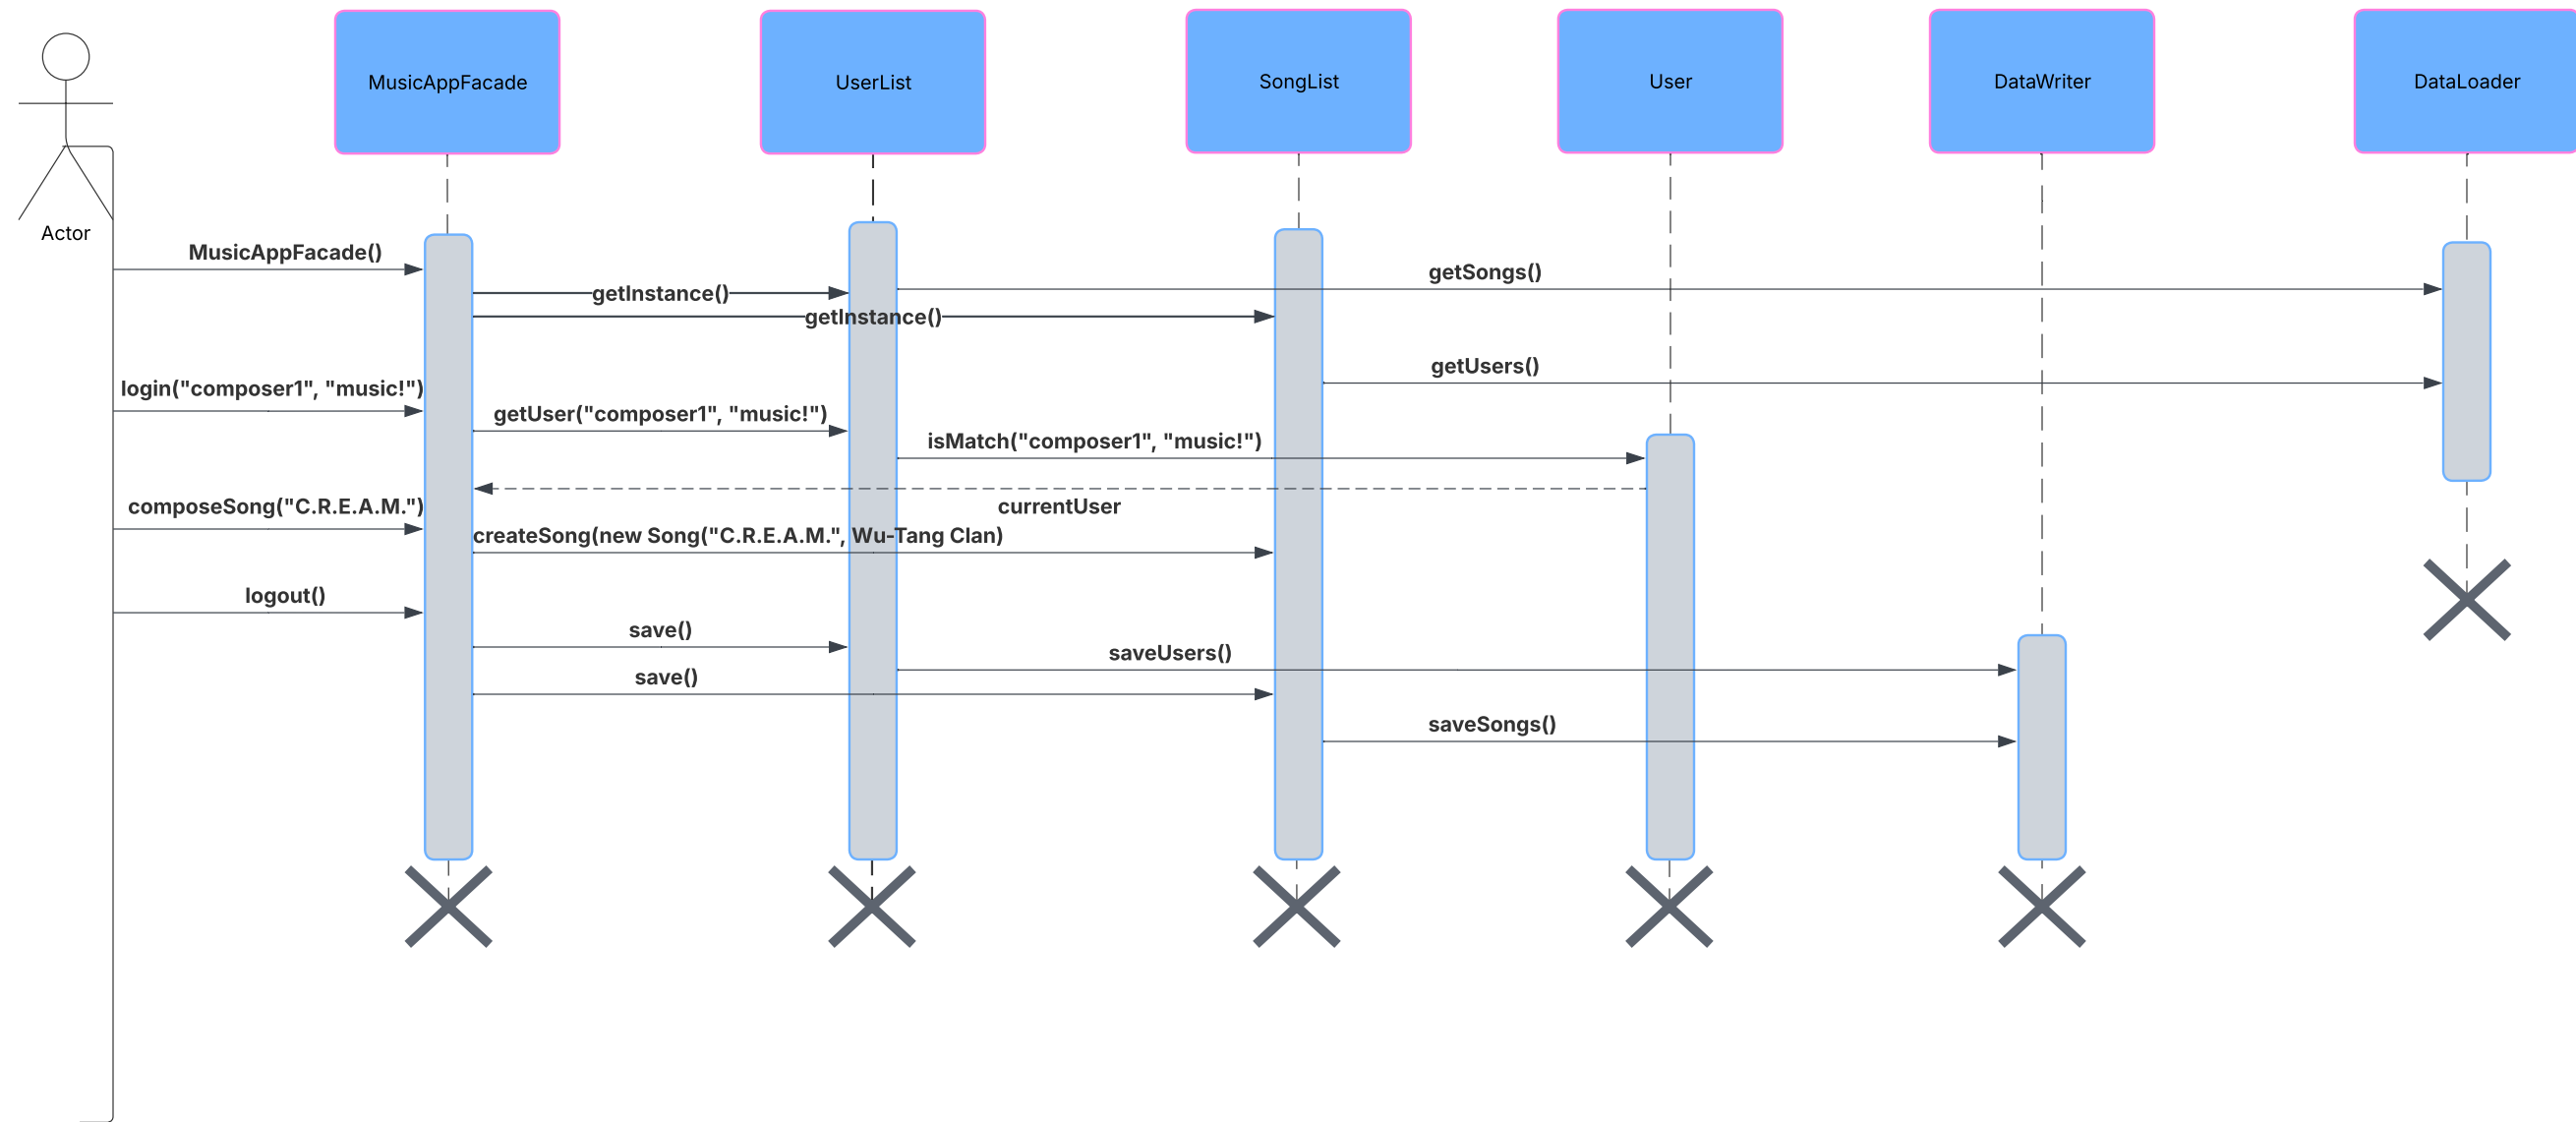 MusicAppFacade
UserList
SongList
User
DataWriter
DataLoader
Actor
MusicAppFacade()
getInstance()
getSongs()
getInstance()
getUsers()
login("composer1", "music!")
getUser("composer1", "music!")
isMatch("composer1", "music!")
currentUser
composeSong("C.R.E.A.M.")
createSong(new Song("C.R.E.A.M.", Wu-Tang Clan)
logout()
save()
saveUsers()
save()
saveSongs()